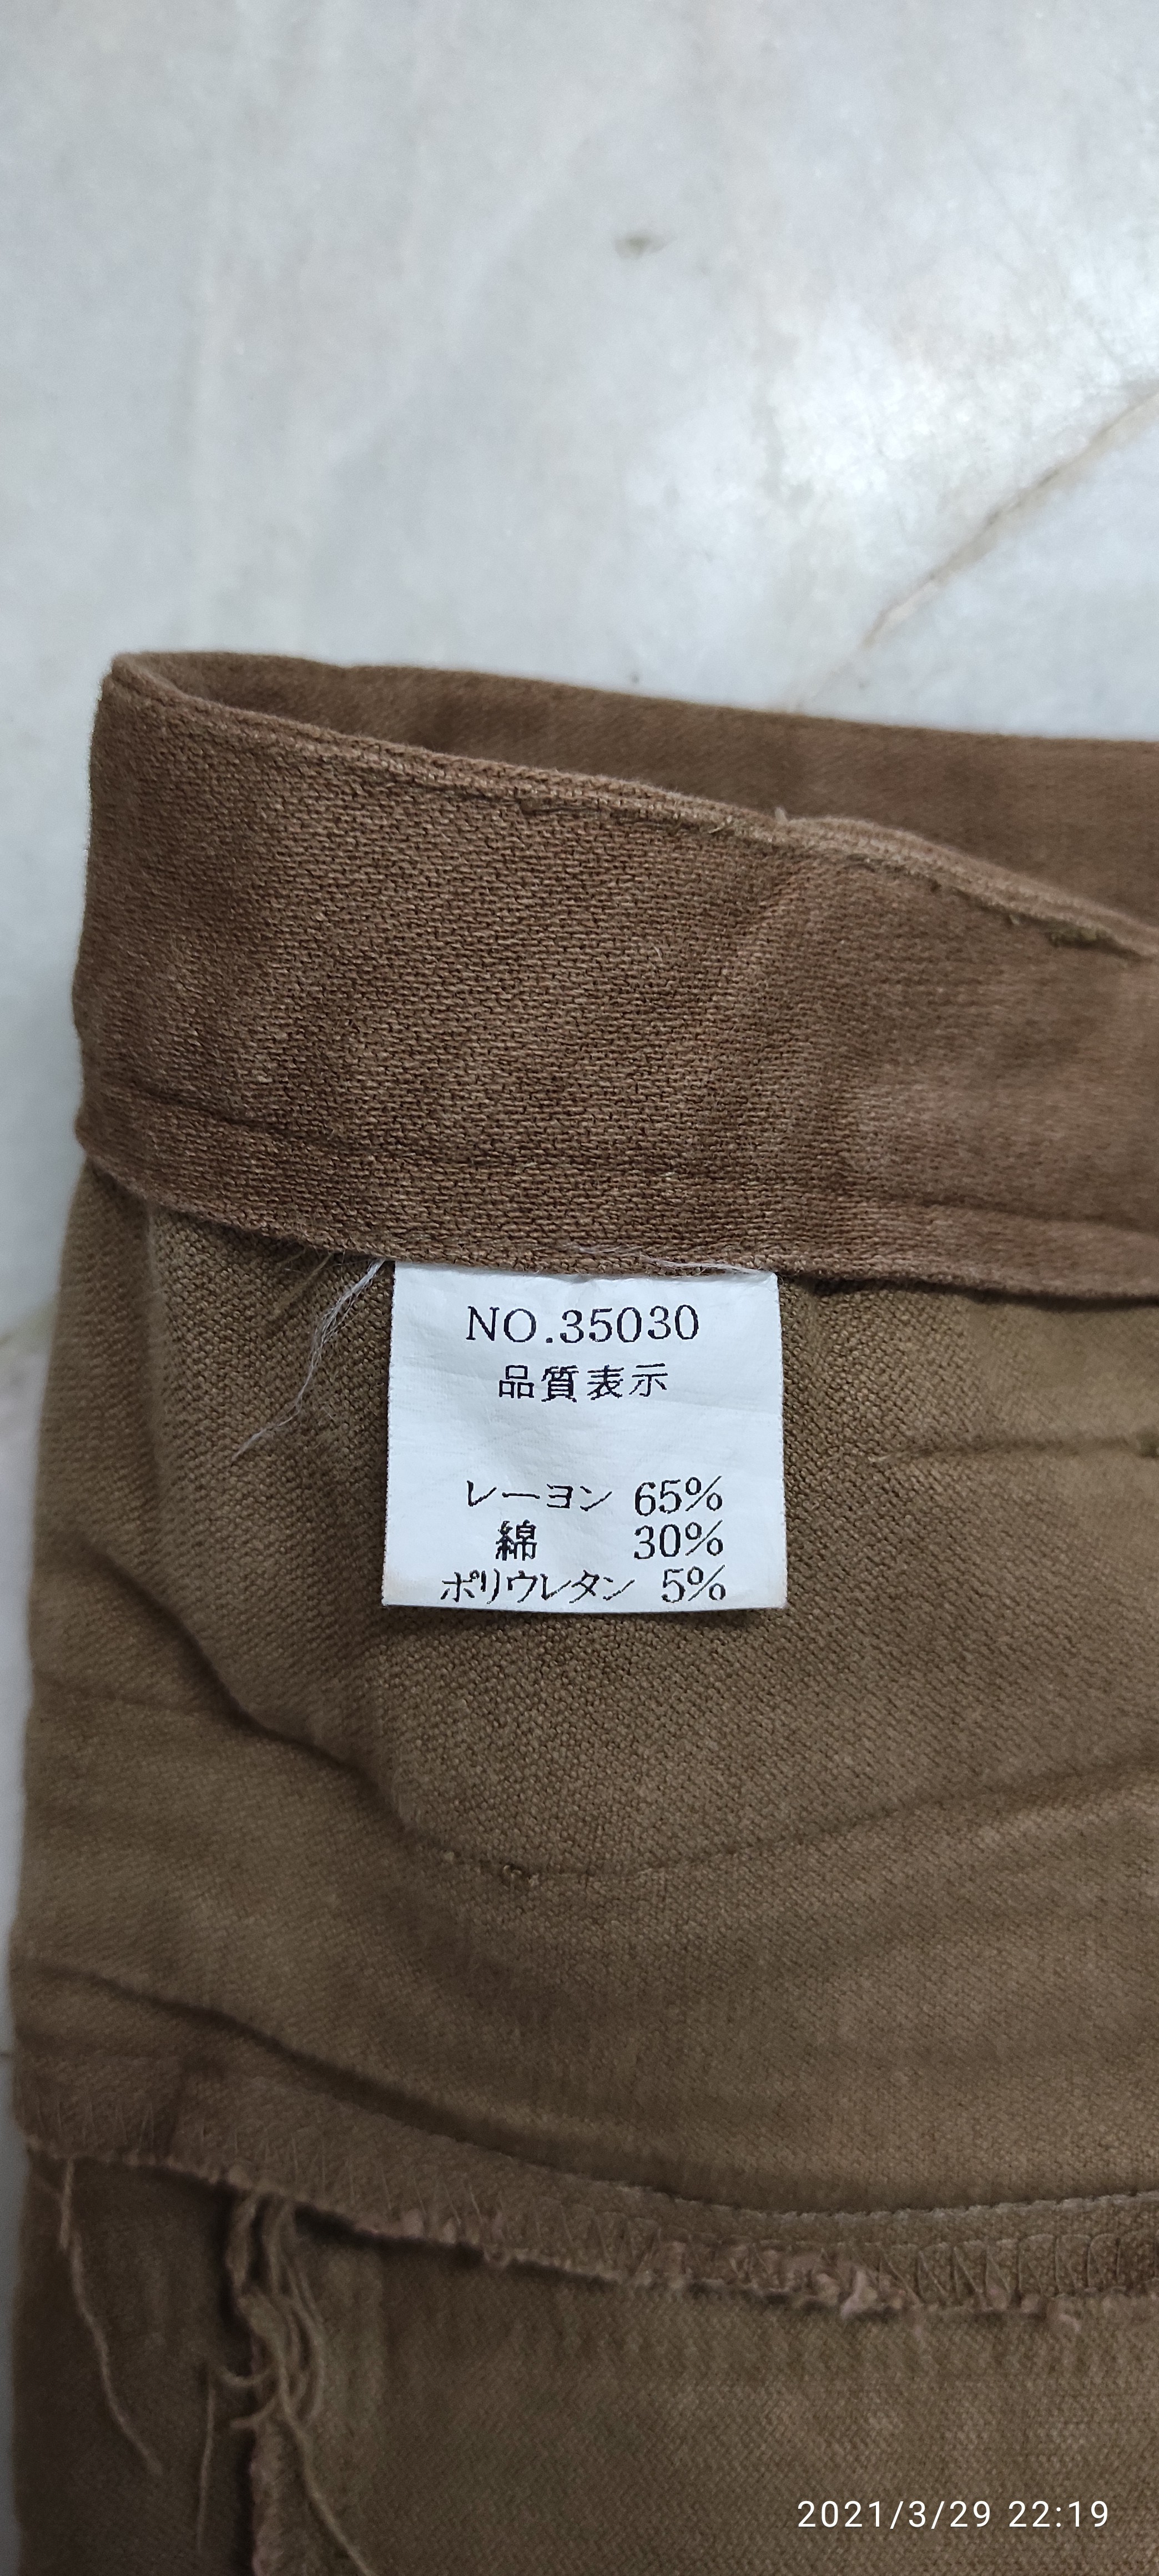 NO.35030
品質表示
レーヨン 65%
綿 30%
ポリウレタン 5%
2021/3/29 22:19